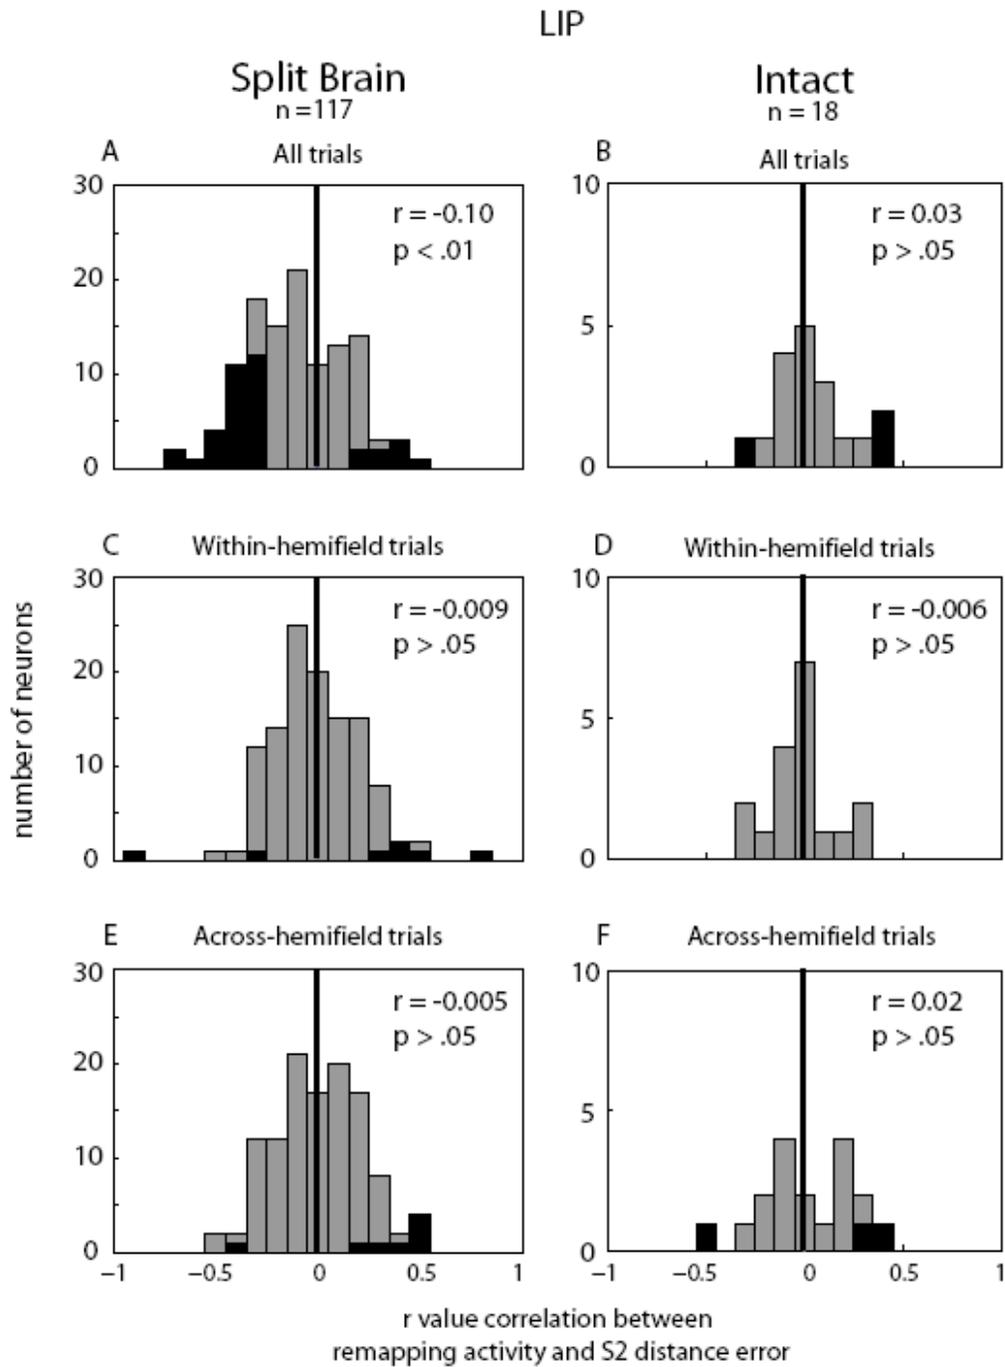 LIP
Split Brain
n =117
Intact
n = 18
A
All trials
30
20
10
0
r = -0.10
p < .01
B
All trials
10
5
0
r = 0.03
p > .05
number of neurons
C
Within-hemifield trials
30
20
10
0
r = -0.009
p > .05
D
Within-hemifield trials
10
5
0
r = -0.006
p > .05
E
Across-hemifield trials
30
20
10
0
r = -0.005
p > .05
−1
−0.5
0
0.5
1
F
Across-hemifield trials
10
5
0
r = 0.02
p > .05
−1
−0.5
0
0.5
1
r value correlation between
remapping activity and S2 distance error